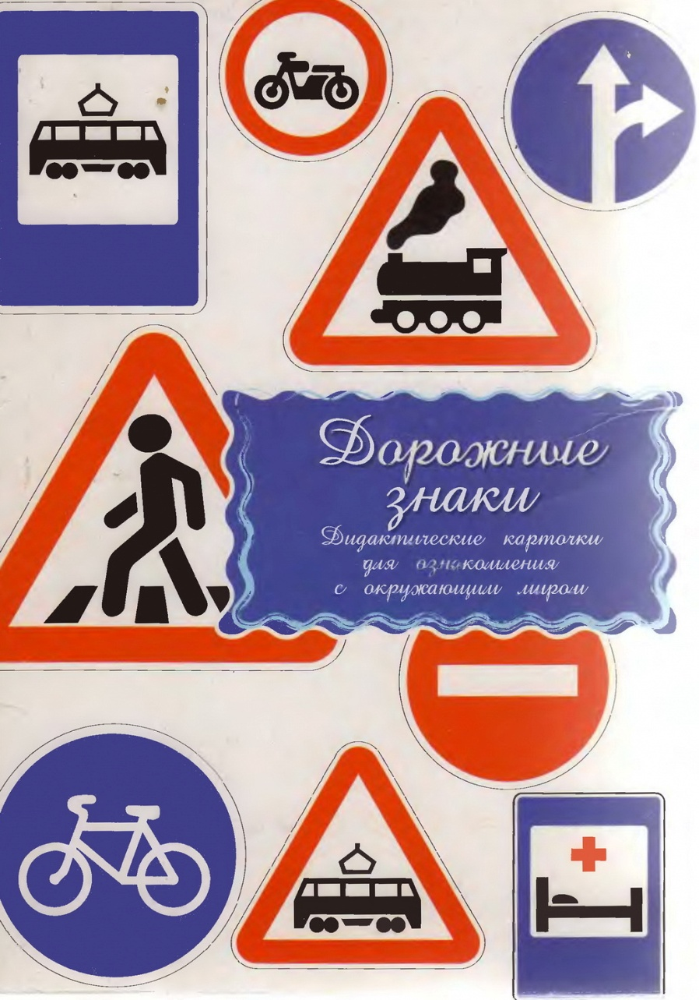 Дорожные
знаки
Дидактические карточки
для ознакомления
с окружающим миром